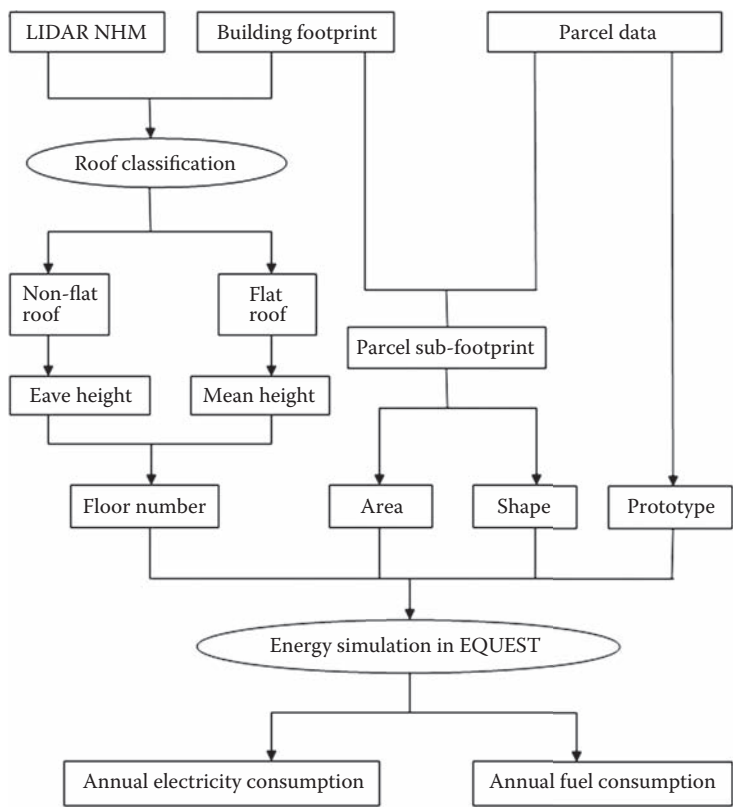 LIDAR NHM
Building footprint
Parcel data
Roof classification
Non-flat
roof
Flat
roof
Parcel sub-footprint
Eave height
Mean height
Floor number
Area
Shape
Prototype
Energy simulation in EQUEST
Annual electricity consumption
Annual fuel consumption